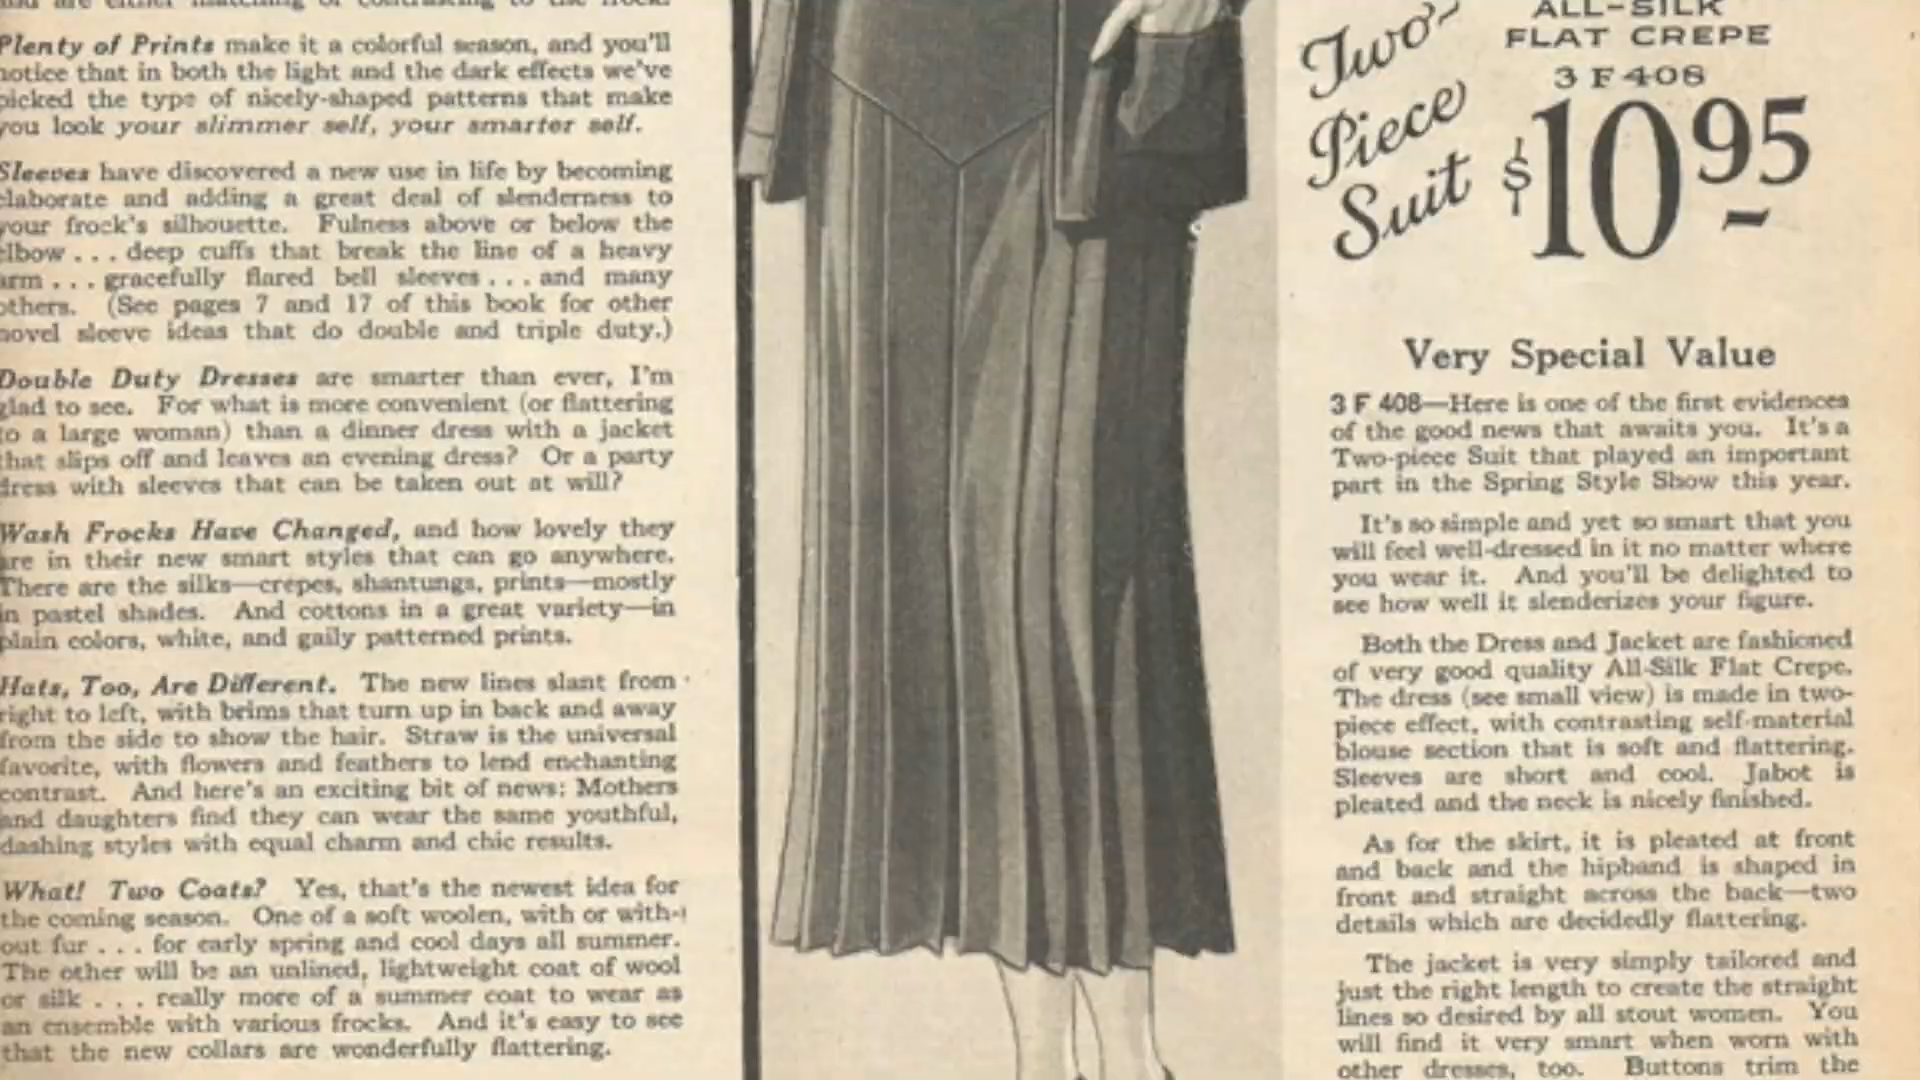 and are either matching or contrasting to the frock.
Plenty of Prints make it a colorful season, and you'll
notice that in both the light and the dark effects we've
picked the type of nicely-shaped patterns that make
you look your slimmer self, your smarter self.
Sleeves have discovered a new use in life by becoming
elaborate and adding a great deal of slenderness to
your frock's silhouette. Fulness above or below the
elbow . . . deep cuffs that break the line of a heavy
arm . . . gracefully flared bell sleeves . . . and many
others. (See pages 7 and 17 of this book for other
novel sleeve ideas that do double and triple duty.)
Double Duty Dresses are smarter than ever, I'm
glad to see. For what is more convenient (or flattering
to a large woman) than a dinner dress with a jacket
that slips off and leaves an evening dress? Or a party
dress with sleeves that can be taken out at will?
Wash Frocks Have Changed, and how lovely they
are in their new smart styles that can go anywhere.
There are the silks—crepes, shantungs, prints—mostly
in pastel shades. And cottons in a great variety—in
plain colors, white, and gaily patterned prints.
Hats, Too, Are Different. The new lines slant from
right to left, with brims that turn up in back and away
from the side to show the hair. Straw is the universal
favorite, with flowers and feathers to lend enchanting
contrast. And here's an exciting bit of news: Mothers
and daughters find they can wear the same youthful,
dashing styles with equal charm and chic results.
What! Two Coats? Yes, that's the newest idea for
the coming season. One of a soft woolen, with or with-
out fur . . . for early spring and cool days all summer.
The other will be an unlined, lightweight coat of wool
or silk . . . really more of a summer coat to wear as
an ensemble with various frocks. And it's easy to see
that the new collars are wonderfully flattering.
Two-
Piece
Suit
ALL-SILK
FLAT CREPE
3 F 408
$10.95
Very Special Value
3 F 408—Here is one of the first evidences
of the good news that awaits you. It's a
Two-piece Suit that played an important
part in the Spring Style Show this year.
It's so simple and yet so smart that you
will feel well-dressed in it no matter where
you wear it. And you'll be delighted to
see how well it slenderizes your figure.
Both the Dress and Jacket are fashioned
of very good quality All-Silk Flat Crepe.
The dress (see small view) is made in two-
piece effect, with contrasting self-material
blouse section that is soft and flattering.
Sleeves are short and cool. Jabot is
pleated and the neck is nicely finished.
As for the skirt, it is pleated at front
and back and the hipband is shaped in
front and straight across the back—two
details which are decidedly flattering.
The jacket is very simply tailored and
just the right length to create the straight
lines so desired by all stout women. You
will find it very smart when worn with
other dresses, too. Buttons trim the